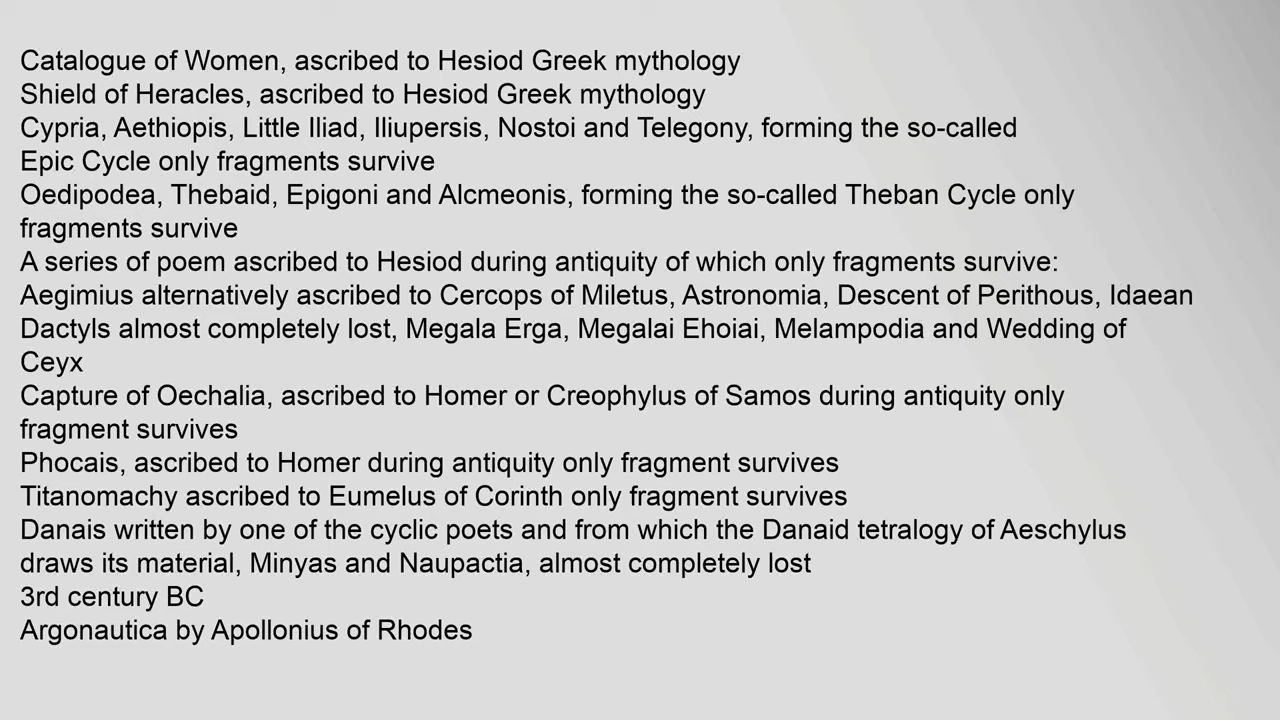 Catalogue of Women, ascribed to Hesiod Greek mythology
Shield of Heracles, ascribed to Hesiod Greek mythology
Cypria, Aethiopis, Little Iliad, Iliupersis, Nostoi and Telegony, forming the so-called
Epic Cycle only fragments survive
Oedipodea, Thebaid, Epigoni and Alcmeonis, forming the so-called Theban Cycle only
fragments survive
A series of poem ascribed to Hesiod during antiquity of which only fragments survive:
Aegimius alternatively ascribed to Cercops of Miletus, Astronomia, Descent of Perithous, Idaean
Dactyls almost completely lost, Megala Erga, Megalai Ehoiai, Melampodia and Wedding of
Ceyx
Capture of Oechalia, ascribed to Homer or Creophylus of Samos during antiquity only
fragment survives
Phocais, ascribed to Homer during antiquity only fragment survives
Titanomachy ascribed to Eumelus of Corinth only fragment survives
Danais written by one of the cyclic poets and from which the Danaid tetralogy of Aeschylus
draws its material, Minyas and Naupactia, almost completely lost
3rd century BC
Argonautica by Apollonius of Rhodes